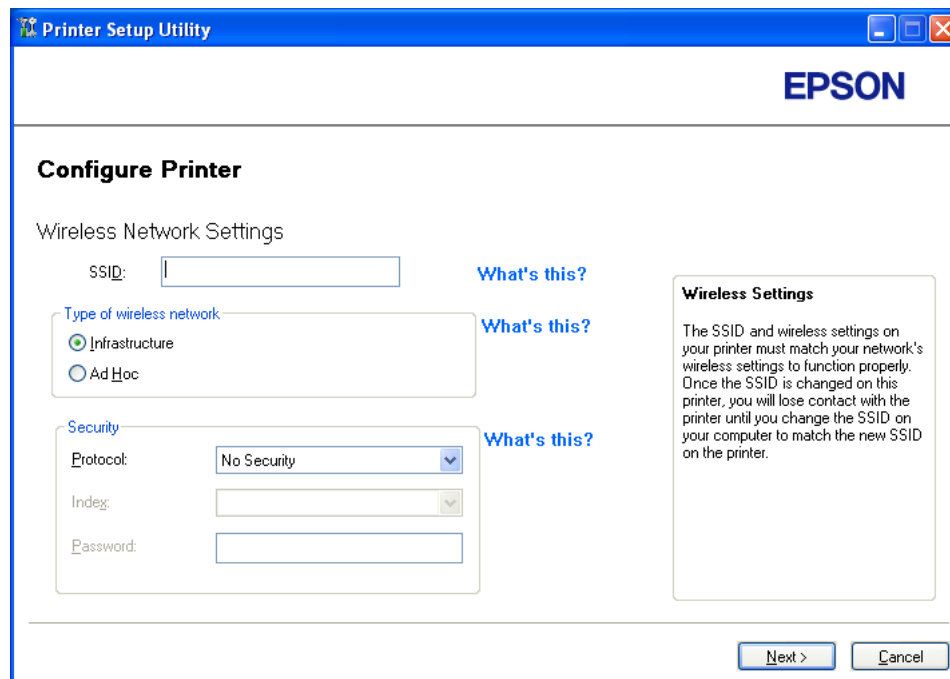 Printer Setup Utility
EPSON
Configure Printer
Wireless Network Settings
SSID:
What's this?
Type of wireless network
What's this?
Infrastructure
Ad Hoc
Security
What's this?
Protocol:
No Security
Index:
Password:
Wireless Settings
The SSID and wireless settings on
your printer must match your network's
wireless settings to function properly.
Once the SSID is changed on this
printer, you will lose contact with the
printer until you change the SSID on
your computer to match the new SSID
on the printer.
Next >
Cancel